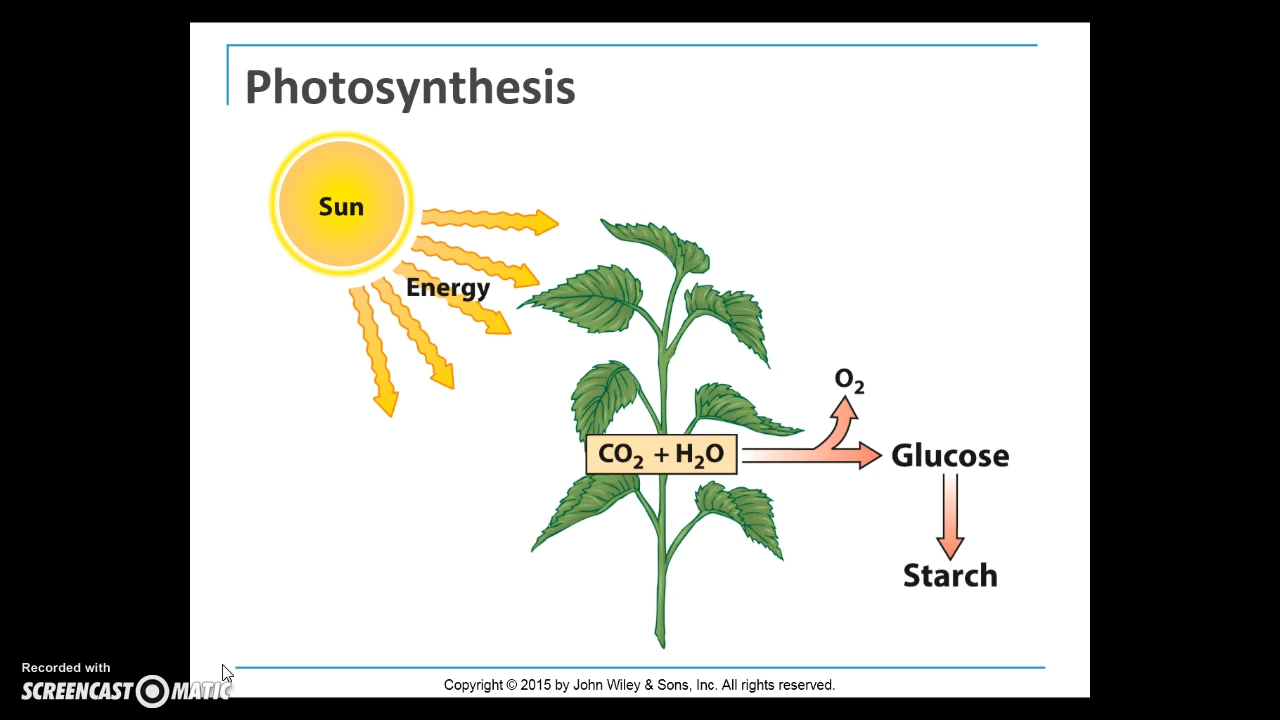 Photosynthesis
Sun
Energy
O₂
CO₂ + H₂O
Glucose
Starch
Recorded with
SCREENCAST MATIC
Copyright © 2015 by John Wiley & Sons, Inc. All rights reserved.